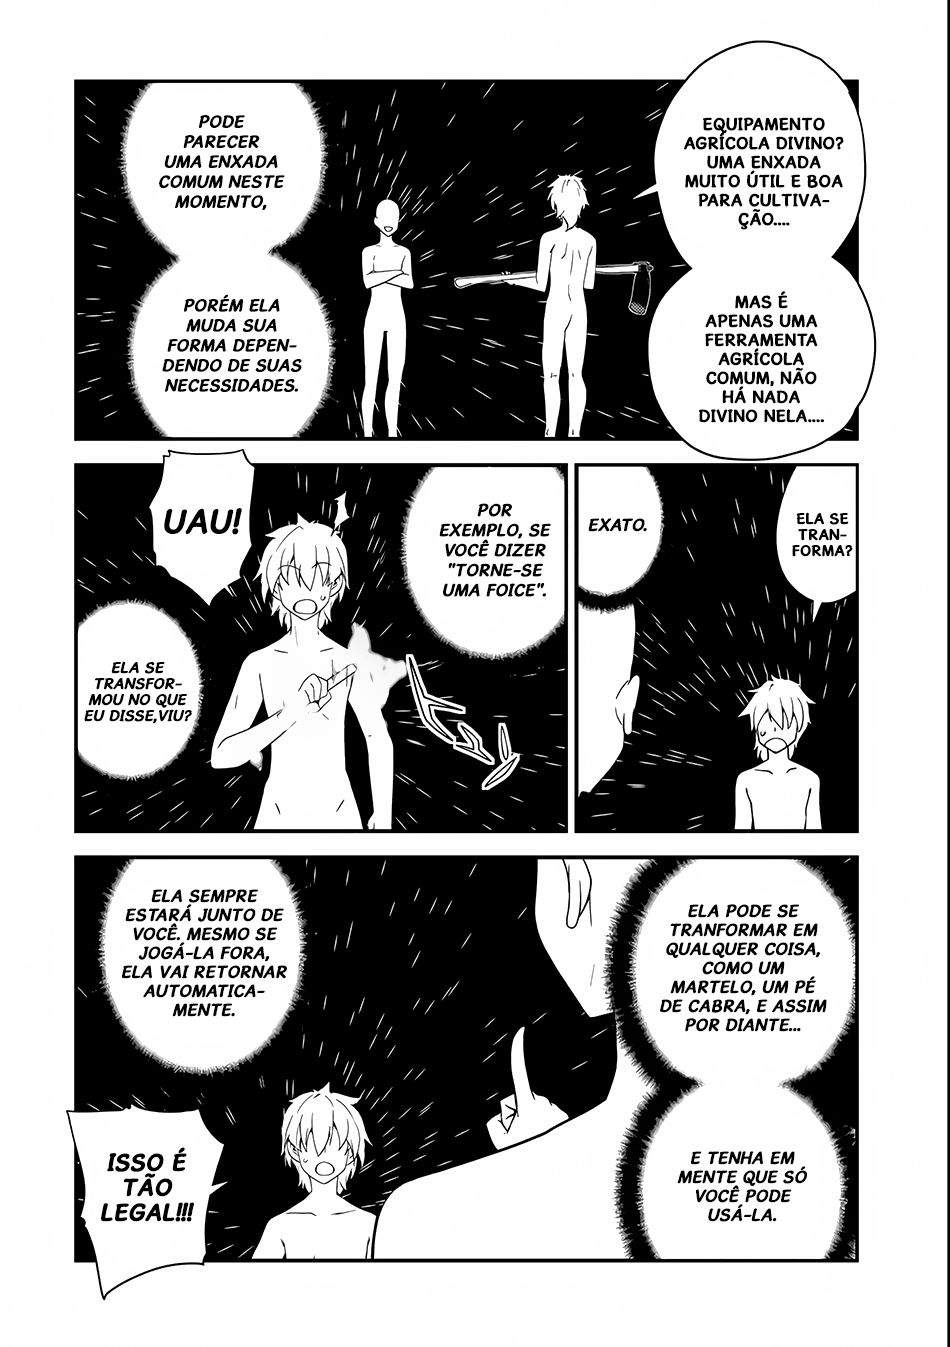 EQUIPAMENTO
AGRÍCOLA DIVINO?
UMA ENXADA
MUITO ÚTIL E BOA
PARA CULTIVA-
ÇÃO....
MAS É
APENAS UMA
FERRAMENTA
AGRÍCOLA
COMUM, NÃO
HÁ NADA
DIVINO NELA....
PODE
PARECER
UMA ENXADA
COMUM NESTE
MOMENTO,
PORÉM ELA
MUDA SUA
FORMA DEPEN-
DENDO DE SUAS
NECESSIDADES.
ELA SE
TRAN-
FORMA?
EXATO.
POR
EXEMPLO, SE
VOCÊ DIZER
"TORNE-SE
UMA FOICE".
UAU!
ELA SE
TRANSFOR-
MOU NO QUE
EU DISSE,VIU?
ELA PODE SE
TRANFORMAR EM
QUALQUER COISA,
COMO UM
MARTELO, UM PÉ
DE CABRA, E ASSIM
POR DIANTE...
E TENHA EM
MENTE QUE SÓ
VOCÊ PODE
USÁ-LA.
ELA SEMPRE
ESTARÁ JUNTO DE
VOCÊ. MESMO SE
JOGÁ-LA FORA,
ELA VAI RETORNAR
AUTOMATICA-
MENTE.
ISSO É
TÃO
LEGAL!!!